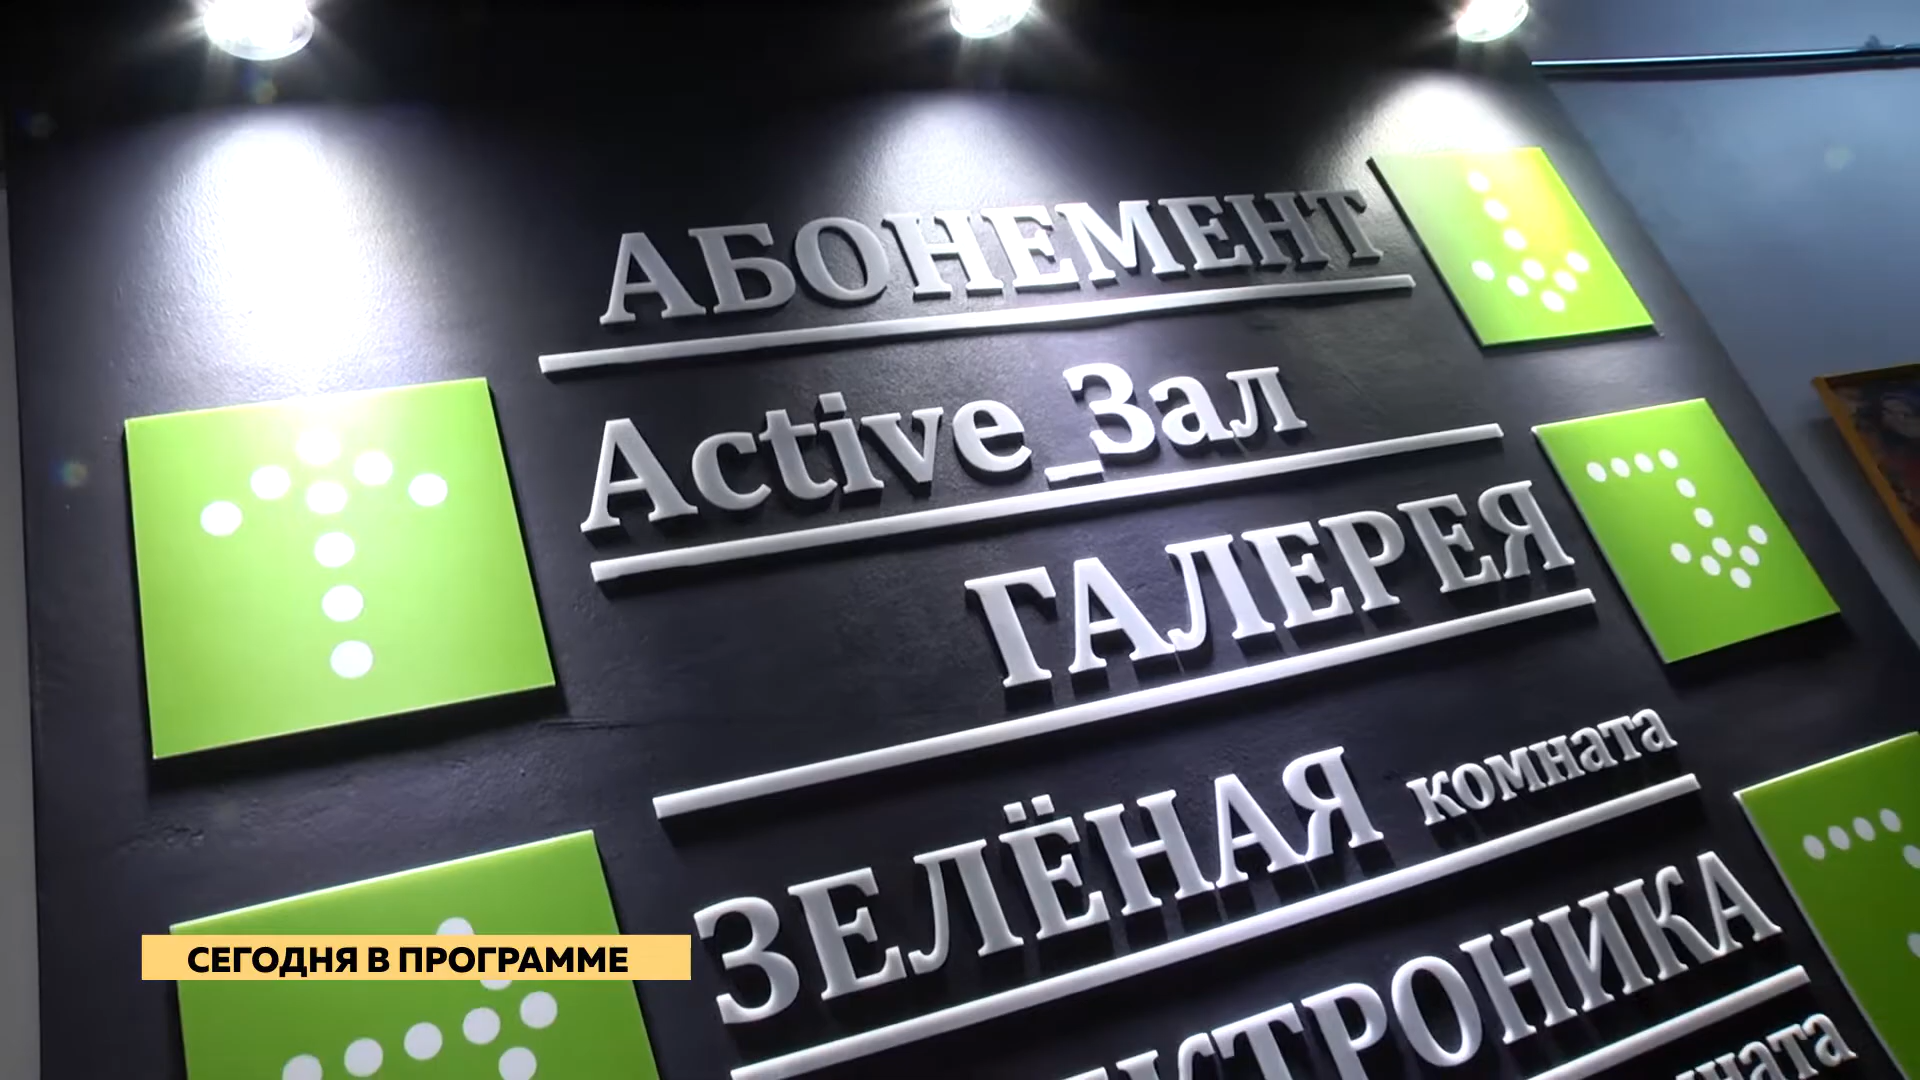 АБОНЕМЕНТ
Active_Зал
ГАЛЕРЕЯ
ЗЕЛЁНАЯ комната
СЕГОДНЯ В ПРОГРАММЕ